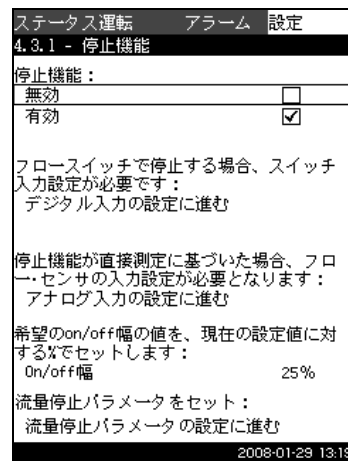 ステータス運転 アラーム 設定
4.3.1 - 停止機能
停止機能：
無効
有効
フロースイッチで停止する場合、スイッチ
入力設定が必要です：
デジタル入力の設定に進む
停止機能が直接測定に基づいた場合、フロ
ー・センサの入力設定が必要となります：
アナログ入力の設定に進む
希望のon/off幅の値を、現在の設定値に対
する%でセットします：
On/off幅 25%
流量停止パラメータをセット：
流量停止パラメータの設定に進む
2008-01-29 13:19